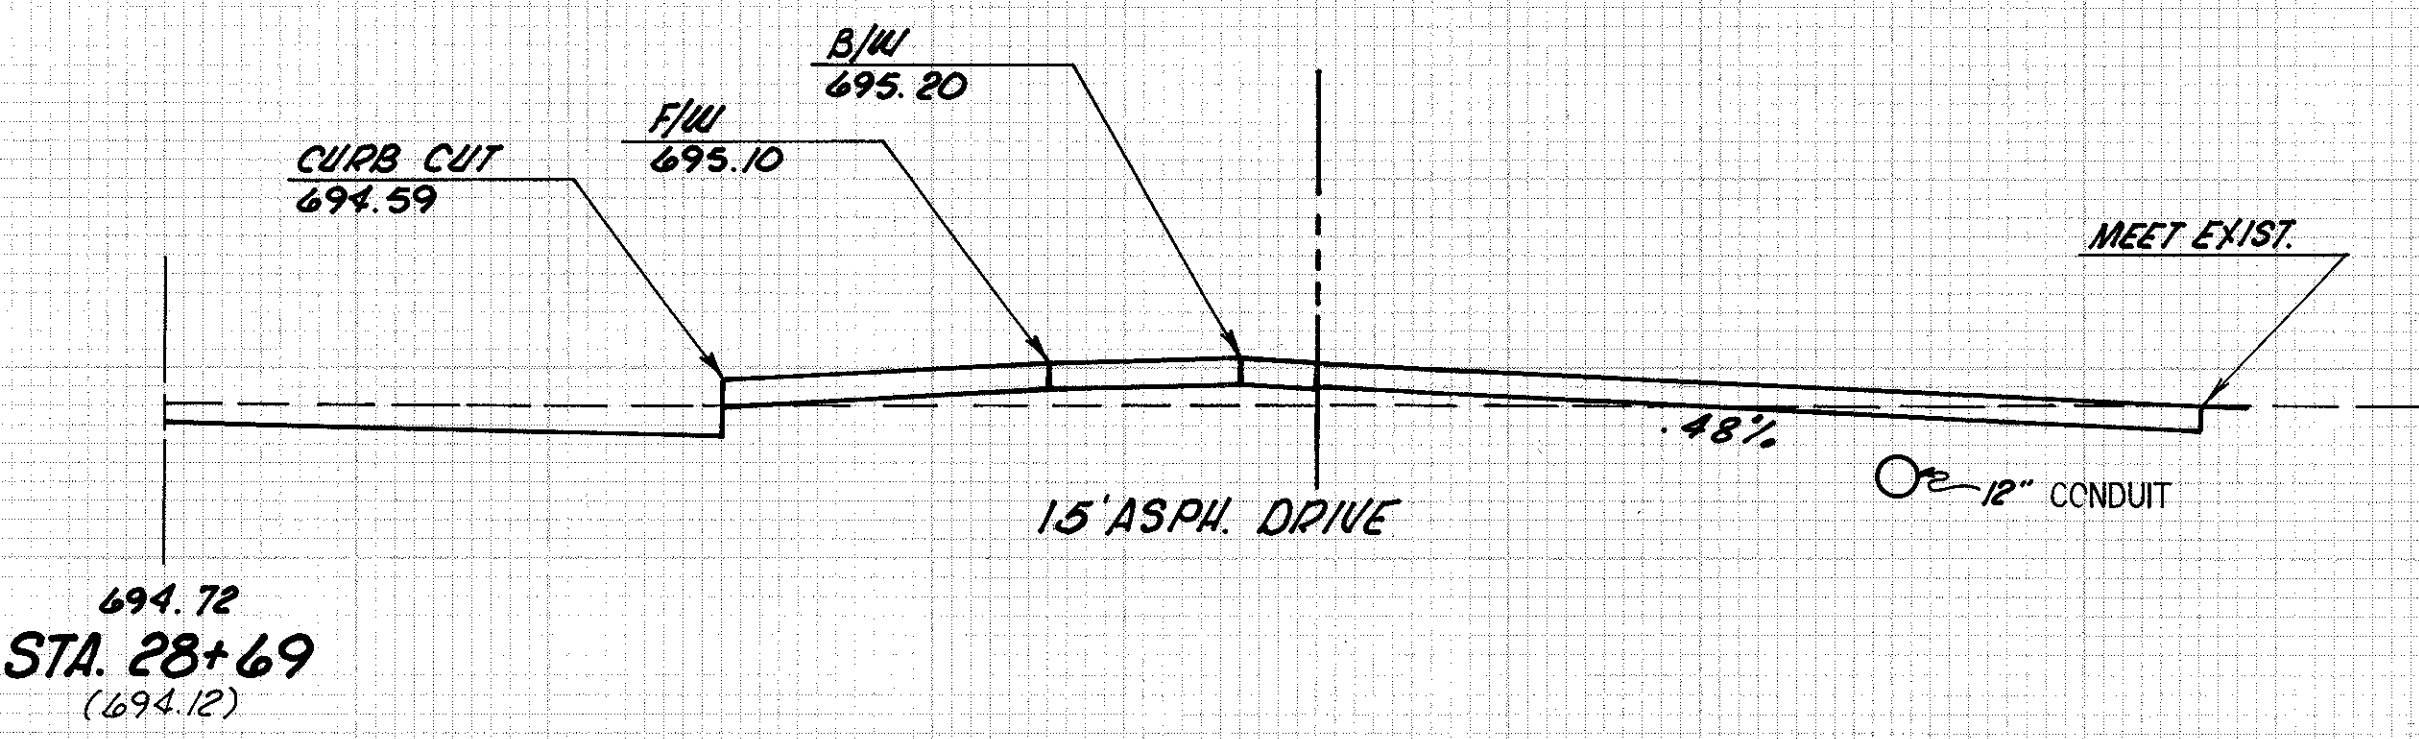 B/W
695.20
F/W
695.10
CURB CUT
694.59
MEET EXIST.
.48%
12" CONDUIT
15' ASPH. DRIVE
694.72
STA. 28+69
(694.12)